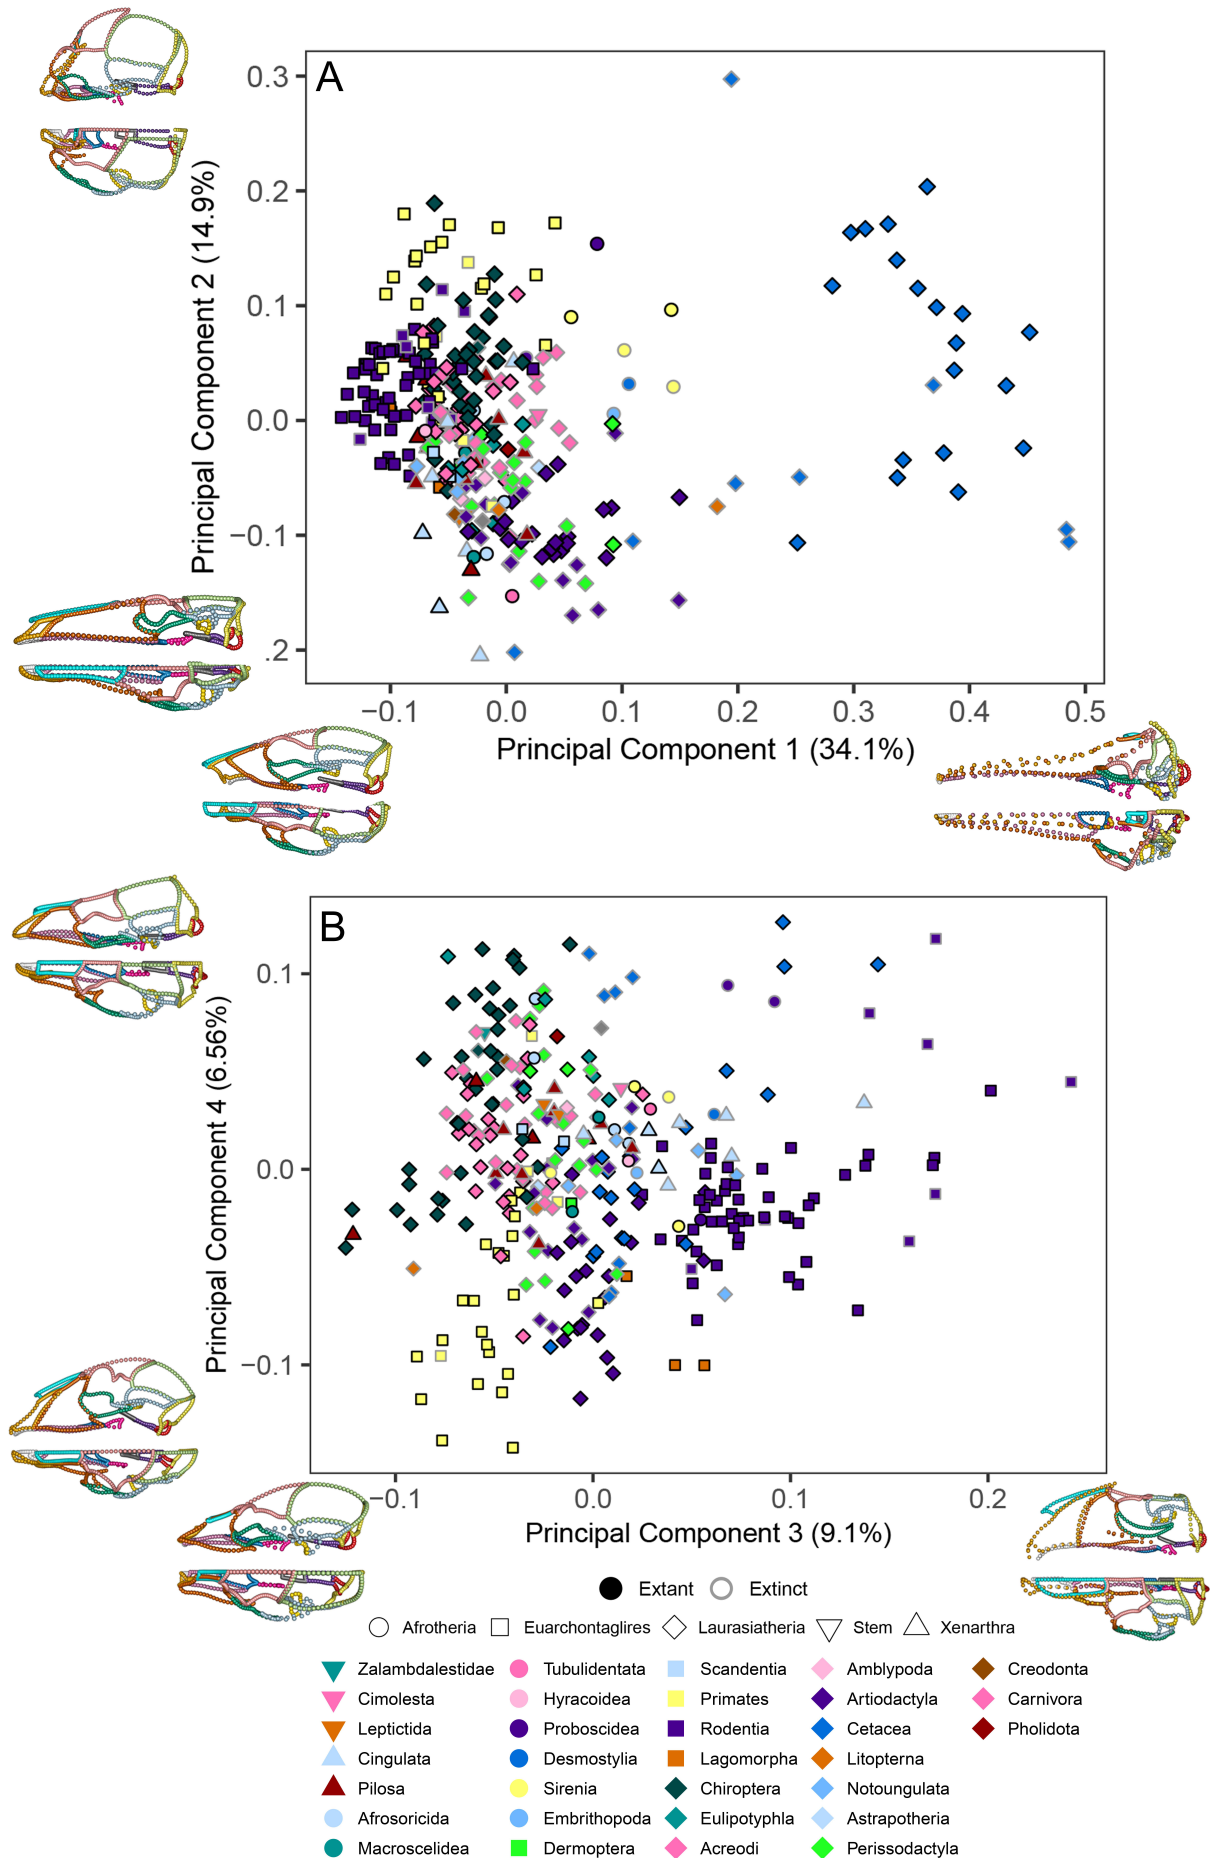 A
0.3
0.2
0.1
0.0
−0.1
.2
Principal Component 2 (14.9%)
−0.1 0.0 0.1 0.2 0.3 0.4 0.5
Principal Component 1 (34.1%)
B
0.1
0.0
−0.1
Principal Component 4 (6.56%)
−0.1 0.0 0.1 0.2
Principal Component 3 (9.1%)
Extant Extinct
Afrotheria Euarchontaglires Laurasiatheria Stem Xenarthra
Zalambdalestidae Tubulidentata Scandentia Amblypoda Creodonta
Cimolesta Hyracoidea Primates Artiodactyla Carnivora
Leptictida Proboscidea Rodentia Cetacea Pholidota
Cingulata Desmostylia Lagomorpha Litopterna
Pilosa Sirenia Chiroptera Notoungulata
Afrosoricida Embrithopoda Eulipotyphla Astrapotheria
Macroscelidea Dermoptera Acreodi Perissodactyla